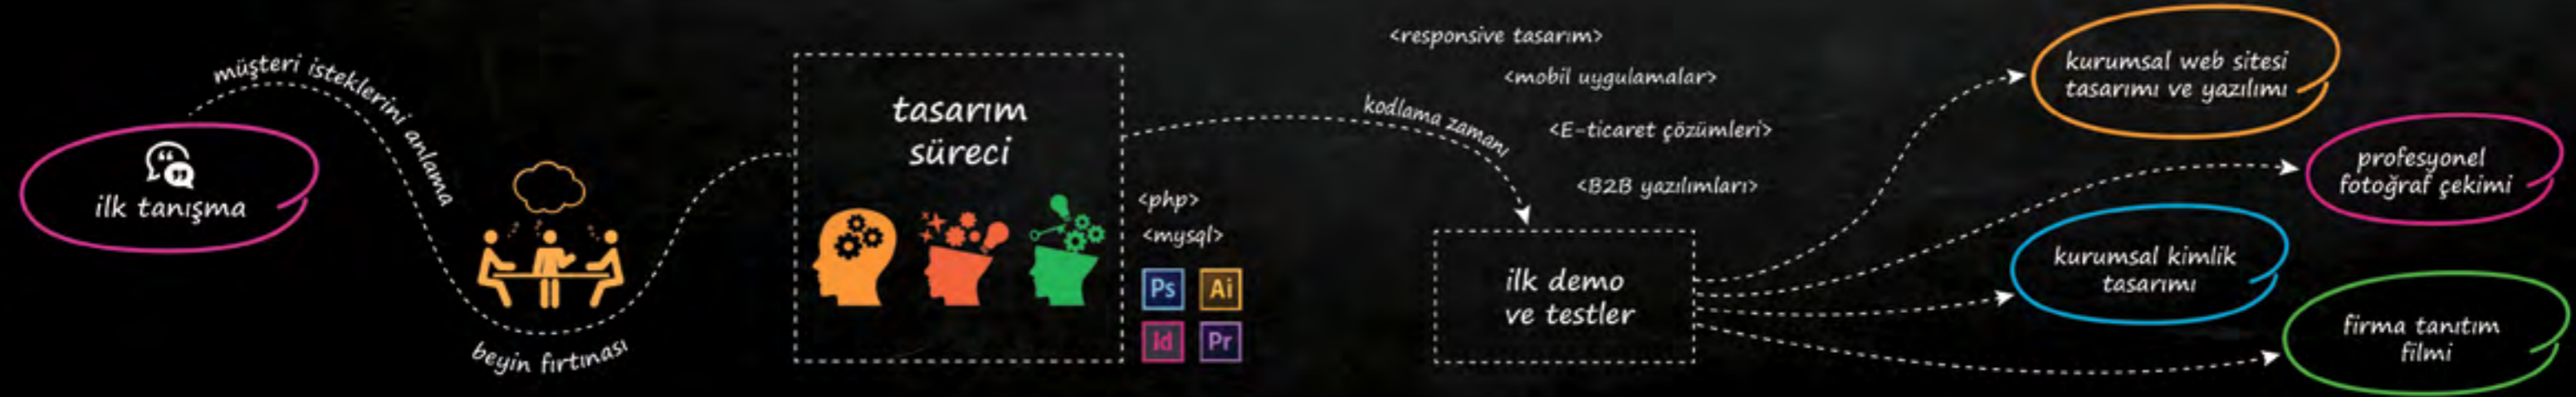 ilk tanışma
müşteri isteklerini anlama
beyin fırtınası
tasarım
süreci
<php>
<mysql>
Ps Ai
Id Pr
kodlama zamanı
<responsive tasarım>
<mobil uygulamalar>
<E-ticaret çözümleri>
<B2B yazılımları>
ilk demo
ve testler
kurumsal web sitesi
tasarımı ve yazılımı
profesyonel
fotoğraf çekimi
kurumsal kimlik
tasarımı
firma tanıtım
filmi